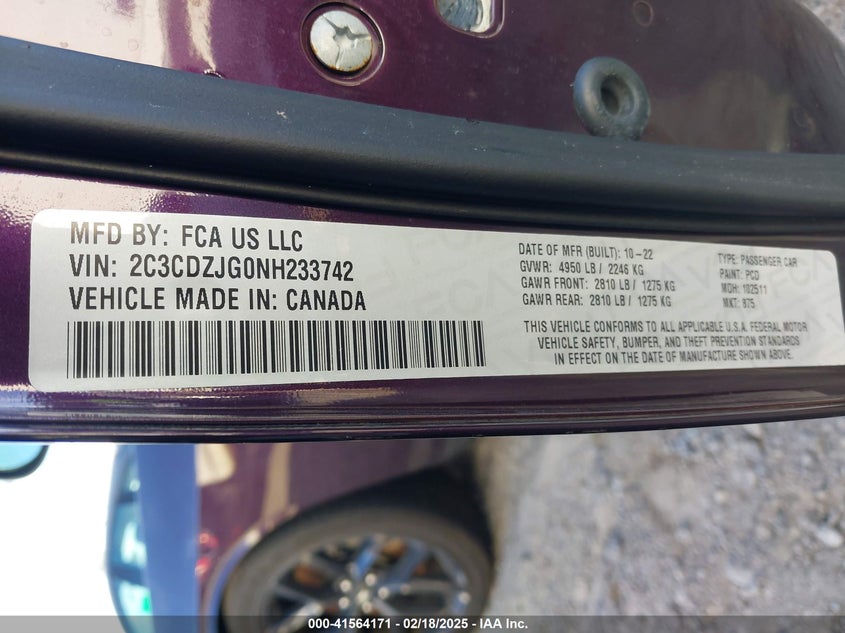 MFD BY: FCA US LLC
VIN: 2C3CDZJG0NH233742
VEHICLE MADE IN: CANADA
DATE OF MFR (BUILT): 10-22
GVWR: 4950 LB / 2246 KG
GAWR FRONT: 2810 LB / 1275 KG
GAWR REAR: 2810 LB / 1275 KG
TYPE: PASSENGER CAR
PAINT: PCD
MDH: 102511
MKT: 875
THIS VEHICLE CONFORMS TO ALL APPLICABLE U.S.A. FEDERAL MOTOR
VEHICLE SAFETY, BUMPER, AND THEFT PREVENTION STANDARDS
IN EFFECT ON THE DATE OF MANUFACTURE SHOWN ABOVE.
000-41564171 - 02/18/2025 - IAA Inc.